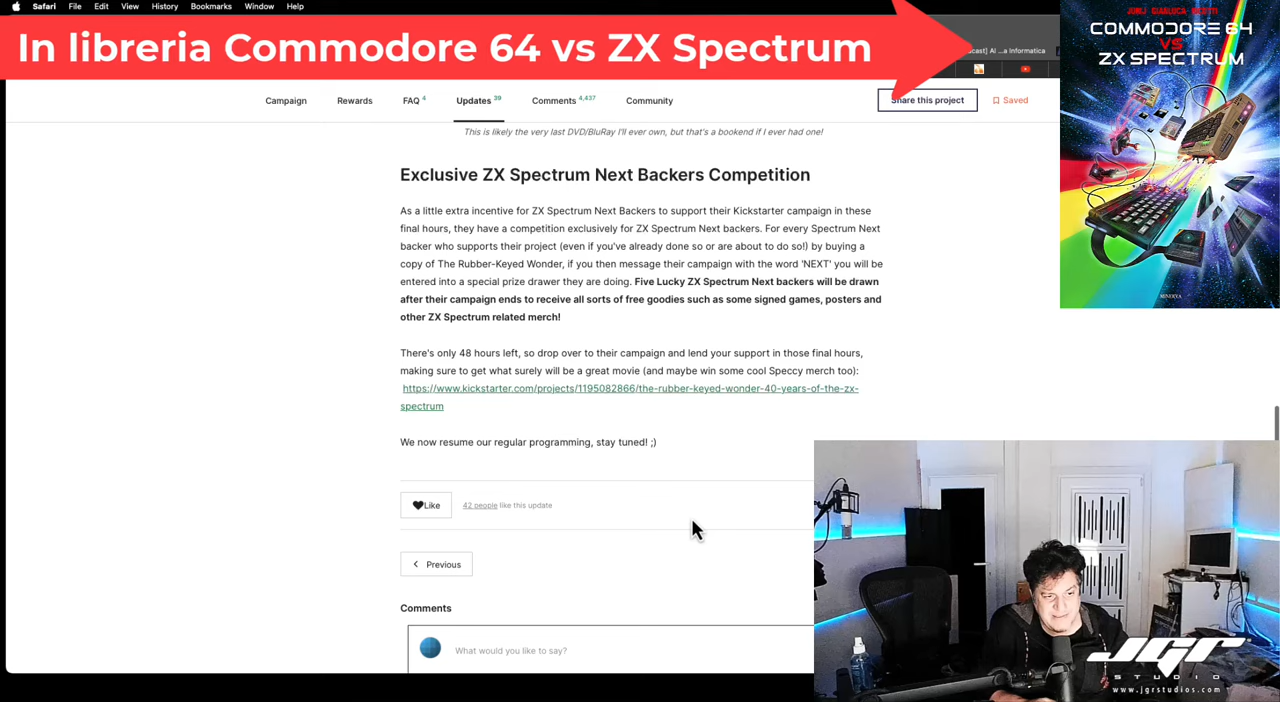 Safari File Edit View History Bookmarks Window Help
In libreria Commodore 64 vs ZX Spectrum
cast] Al ...a Informatica
COMMODORE 64
VS
ZX SPECTRUM
MINERVA
Campaign Rewards FAQ 4 Updates 39 Comments 4,437 Community Share this project Saved
This is likely the very last DVD/BluRay I'll ever own, but that's a bookend if I ever had one!
Exclusive ZX Spectrum Next Backers Competition
As a little extra incentive for ZX Spectrum Next Backers to support their Kickstarter campaign in these
final hours, they have a competition exclusively for ZX Spectrum Next backers. For every Spectrum Next
backer who supports their project (even if you've already done so or are about to do so!) by buying a
copy of The Rubber-Keyed Wonder, if you then message their campaign with the word 'NEXT' you will be
entered into a special prize drawer they are doing. Five Lucky ZX Spectrum Next backers will be drawn
after their campaign ends to receive all sorts of free goodies such as some signed games, posters and
other ZX Spectrum related merch!
There's only 48 hours left, so drop over to their campaign and lend your support in those final hours,
making sure to get what surely will be a great movie (and maybe win some cool Speccy merch too):
https://www.kickstarter.com/projects/1195082866/the-rubber-keyed-wonder-40-years-of-the-zx-
spectrum
We now resume our regular programming, stay tuned! ;)
Like 42 people like this update
Previous
Comments
What would you like to say?
JGR
STUDIO
www.jgrstudios.com